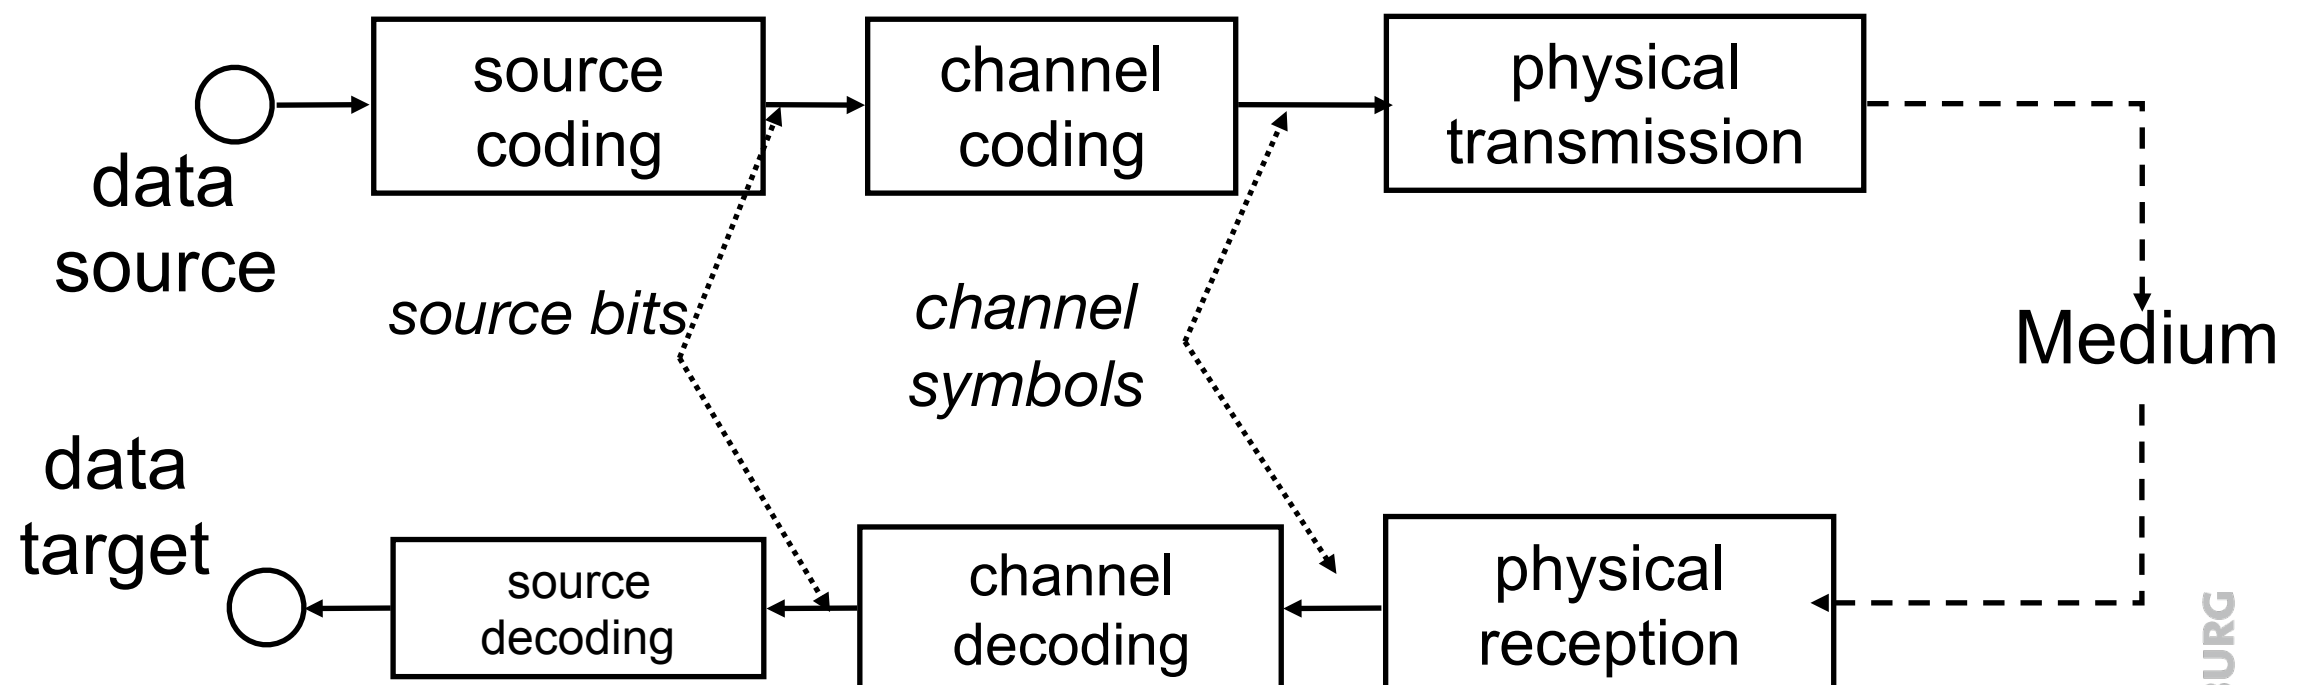 source
coding
channel
coding
physical
transmission
data
source
source bits
channel
symbols
Medium
data
target
source
decoding
channel
decoding
physical
reception
BURG